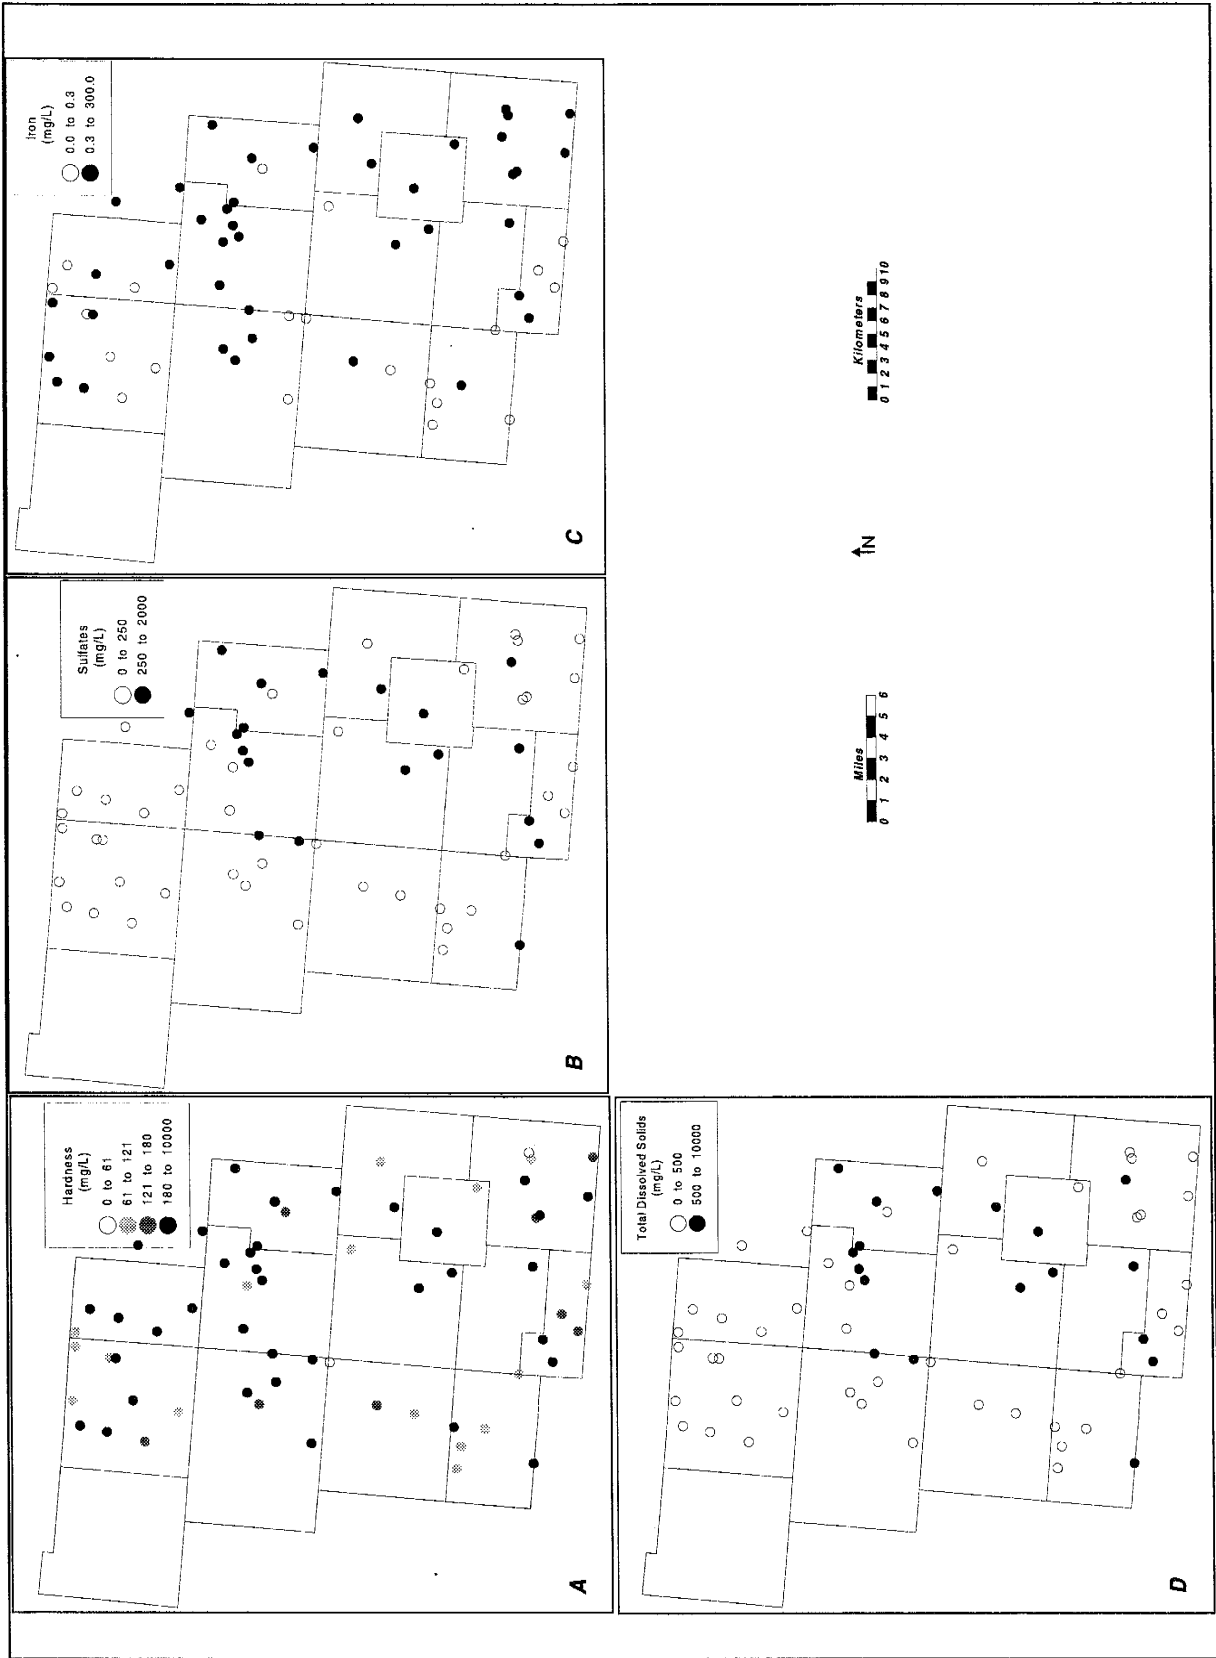 Hardness
(mg/L)
0 to 61
61 to 121
121 to 180
180 to 10000
A
Sulfates
(mg/L)
0 to 250
250 to 2000
B
Iron
(mg/L)
0.0 to 0.3
0.3 to 300.0
C
Total Dissolved Solids
(mg/L)
0 to 500
500 to 10000
D
Miles
0 1 2 3 4 5 6
N
Kilometers
0 1 2 3 4 5 6 7 8 9 10